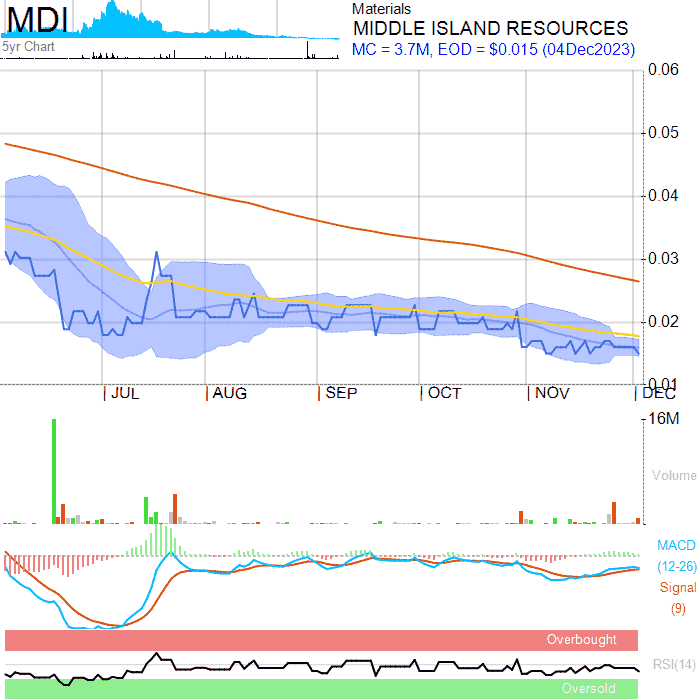 MDI
5yr Chart
Materials
MIDDLE ISLAND RESOURCES
MC = 3.7M, EOD = $0.015 (04Dec2023)
0.06
0.05
0.04
0.03
0.02
0.01
JUL AUG SEP OCT NOV DEC
16M
Volume
MACD
(12-26)
Signal
(9)
Overbought
RSI(14)
Oversold